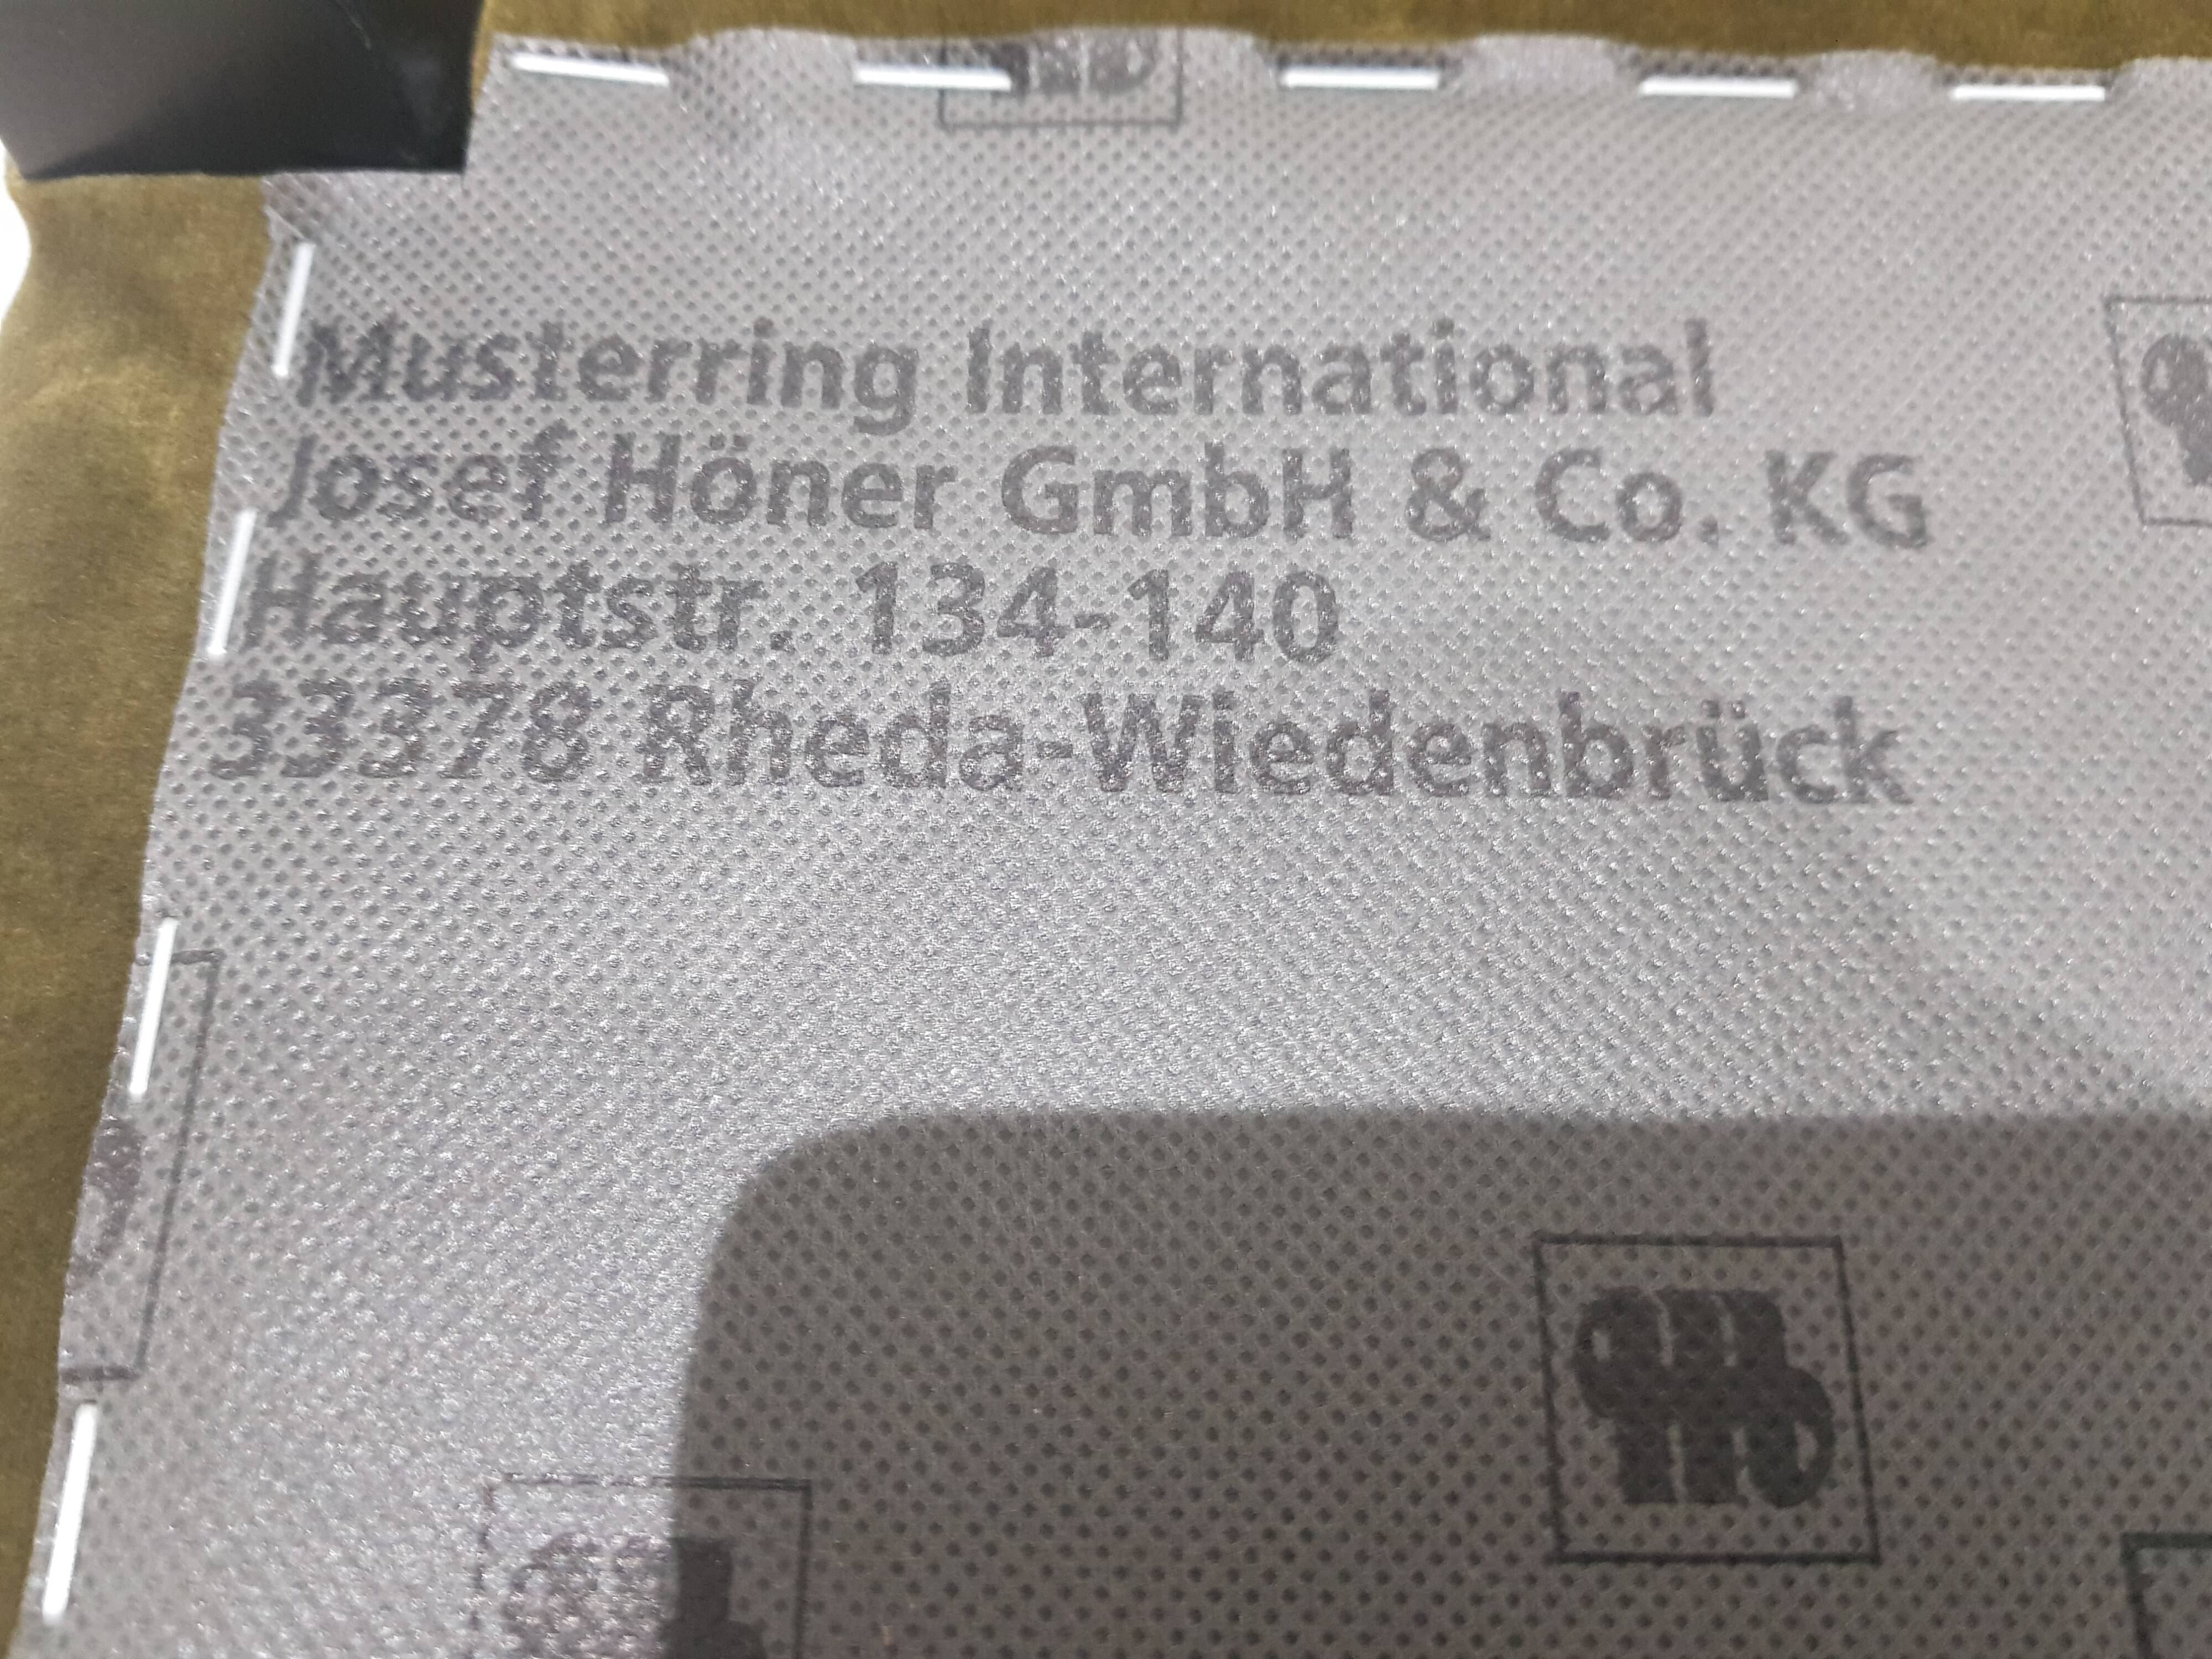 Musterring International
Josef Höner GmbH & Co. KG
Hauptstr. 134-140
33378 Rheda-Wiedenbrück